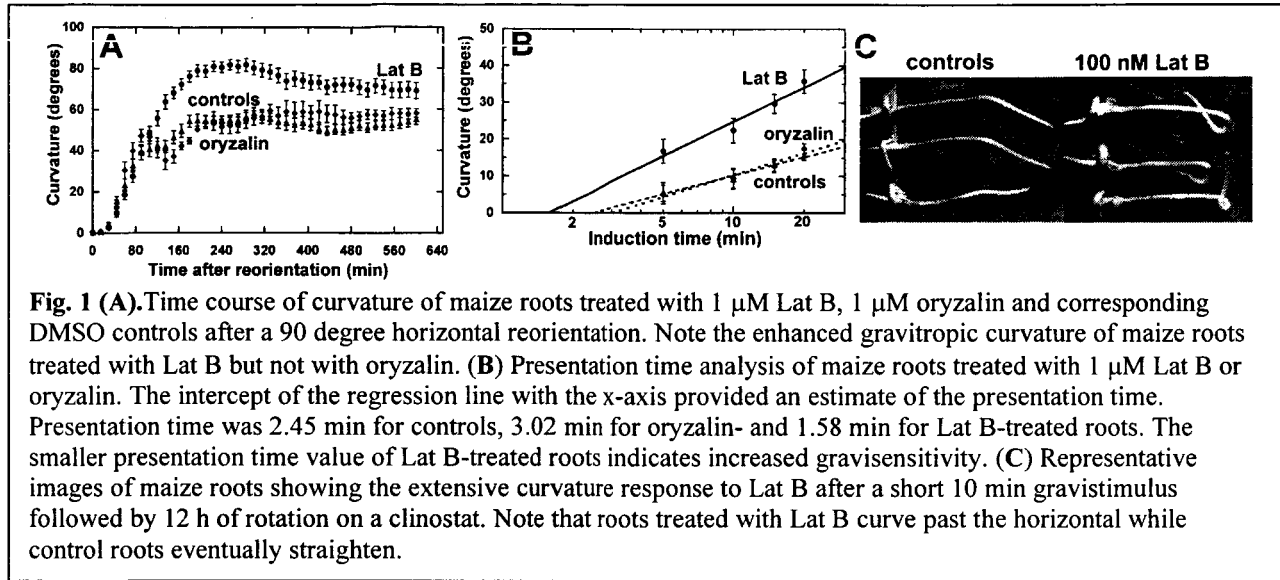 A
Curvature (degrees)
100
80
60
40
20
0
Lat B
controls
oryzalin
0 80 160 240 320 400 480 560 640
Time after reorientation (min)
B
Curvature (degrees)
50
40
30
20
10
0
Lat B
oryzalin
controls
2 5 10 20
Induction time (min)
C
controls 100 nM Lat B
Fig. 1 (A).Time course of curvature of maize roots treated with 1 μM Lat B, 1 μM oryzalin and corresponding
DMSO controls after a 90 degree horizontal reorientation. Note the enhanced gravitropic curvature of maize roots
treated with Lat B but not with oryzalin. (B) Presentation time analysis of maize roots treated with 1 μM Lat B or
oryzalin. The intercept of the regression line with the x-axis provided an estimate of the presentation time.
Presentation time was 2.45 min for controls, 3.02 min for oryzalin- and 1.58 min for Lat B-treated roots. The
smaller presentation time value of Lat B-treated roots indicates increased gravisensitivity. (C) Representative
images of maize roots showing the extensive curvature response to Lat B after a short 10 min gravistimulus
followed by 12 h of rotation on a clinostat. Note that roots treated with Lat B curve past the horizontal while
control roots eventually straighten.